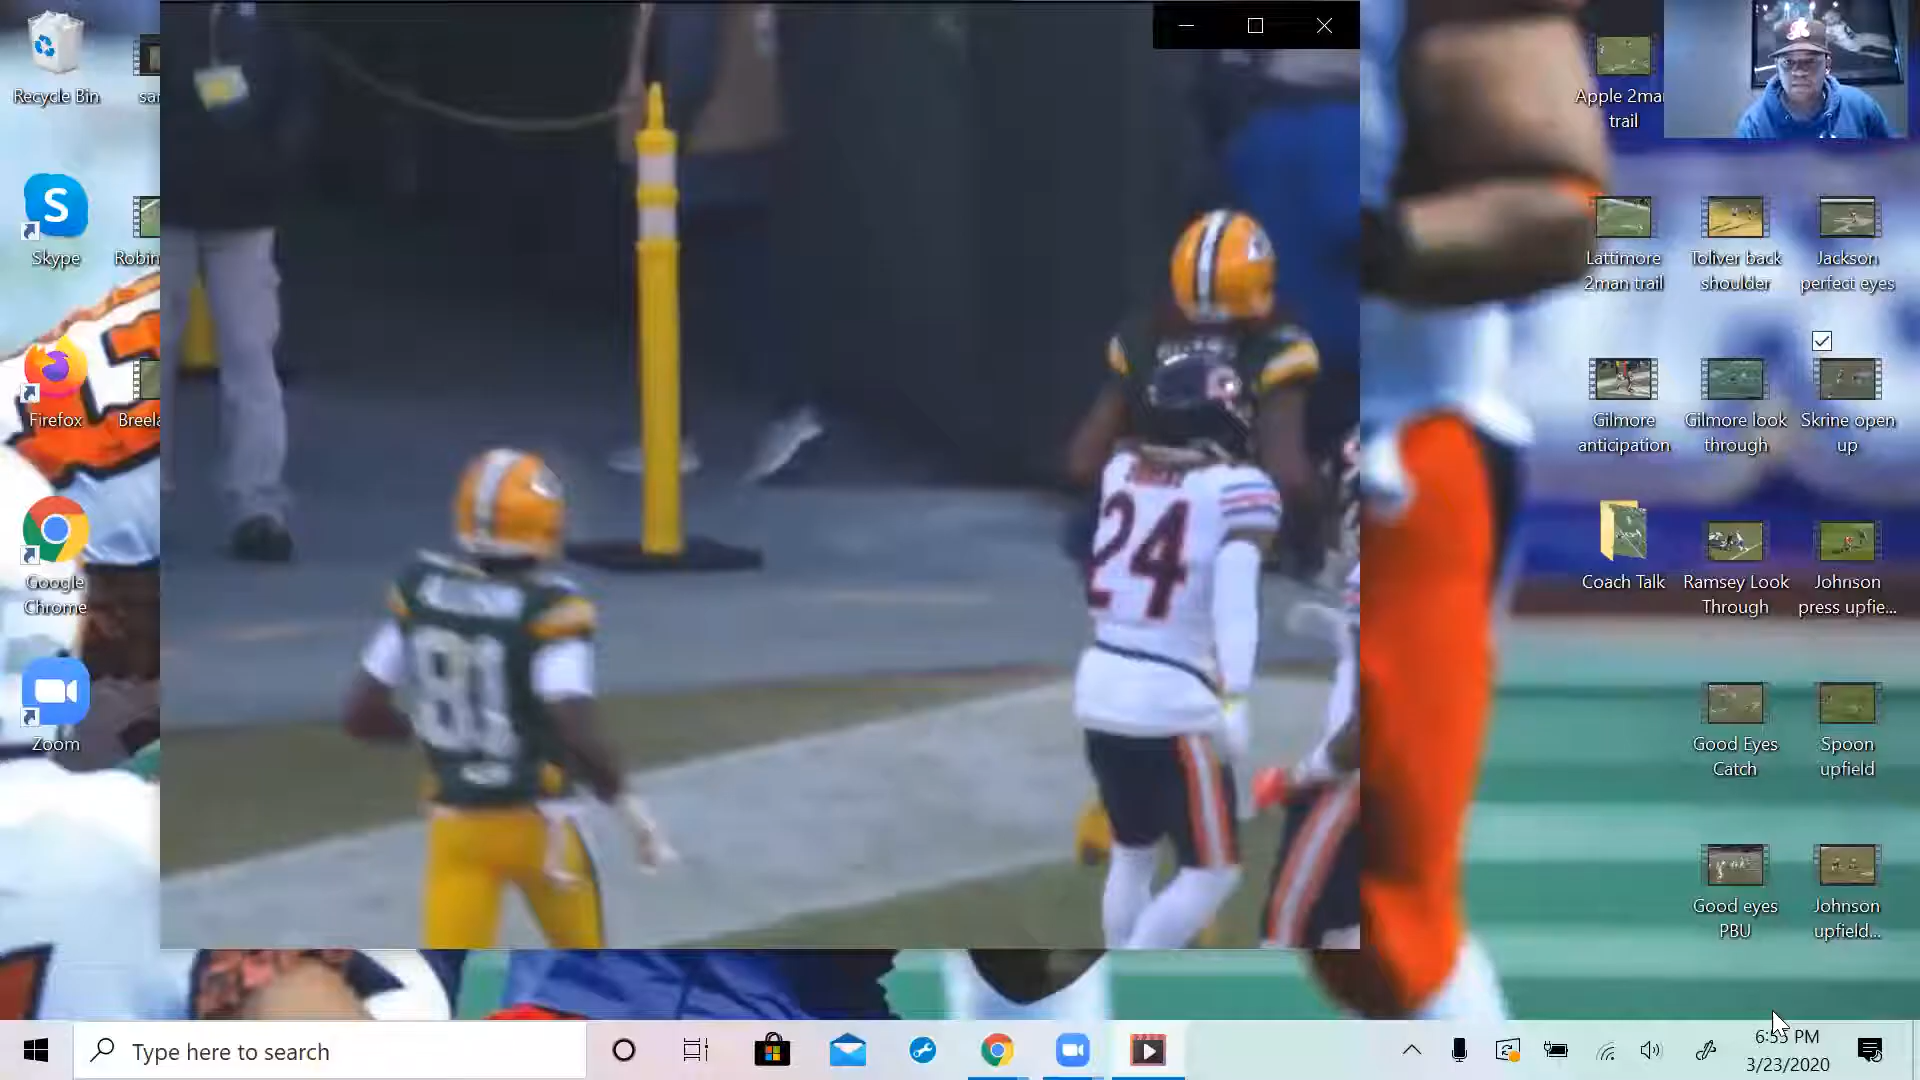 Recycle Bin
Skype
Firefox
Google
Chrome
Zoom
81
24
Apple 2ma
trail
Lattimore
2man trail
Toliver back
shoulder
Jackson
perfect eyes
Gilmore
anticipation
Gilmore look
through
Skrine open
up
Coach Talk
Ramsey Look
Through
Johnson
press upfie...
Good Eyes
Catch
Spoon
upfield
Good eyes
PBU
Johnson
upfield...
Type here to search
6:55 PM
3/23/2020